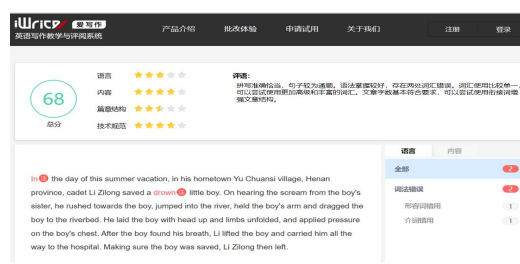 iWrite 爱写作
英语写作教学与评阅系统
产品介绍 批改体验 申请试用 关于我们 注册 登录
68
总分
语言
内容
篇章结构
技术规范
评语:
拼写准确恰当,句子较为通顺,语法掌握较好,存在两处词汇错误。词汇使用比较单一,
可以尝试使用更加高级和丰富的词汇。文章字数基本符合要求,可以尝试使用衔接词增
强文章结构。
语言 内容
全部 2
词法错误 2
形容词错用 1
介词错用 1
In the day of this summer vacation, in his hometown Yu Chuansi village, Henan
province, cadet Li Zilong saved a drown little boy. On hearing the scream from the boy's
sister, he rushed towards the boy, jumped into the river, held the boy's arm and dragged the
boy to the riverbed. He laid the boy with head up and limbs unfolded, and applied pressure
on the boy's chest. After the boy found his breath, Li lifted the boy and carried him all the
way to the hospital. Making sure the boy was saved, Li Zilong then left.